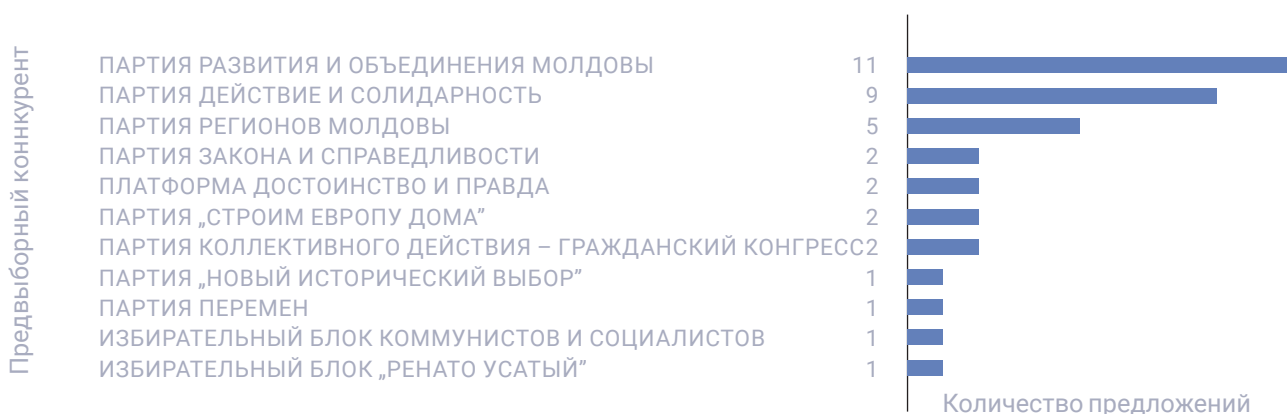 Предвыборный коннкурент
ПАРТИЯ РАЗВИТИЯ И ОБЪЕДИНЕНИЯ МОЛДОВЫ 11
ПАРТИЯ ДЕЙСТВИЕ И СОЛИДАРНОСТЬ 9
ПАРТИЯ РЕГИОНОВ МОЛДОВЫ 5
ПАРТИЯ ЗАКОНА И СПРАВЕДЛИВОСТИ 2
ПЛАТФОРМА ДОСТОИНСТВО И ПРАВДА 2
ПАРТИЯ „СТРОИМ ЕВРОПУ ДОМА” 2
ПАРТИЯ КОЛЛЕКТИВНОГО ДЕЙСТВИЯ – ГРАЖДАНСКИЙ КОНГРЕСС2
ПАРТИЯ „НОВЫЙ ИСТОРИЧЕСКИЙ ВЫБОР” 1
ПАРТИЯ ПЕРЕМЕН 1
ИЗБИРАТЕЛЬНЫЙ БЛОК КОММУНИСТОВ И СОЦИАЛИСТОВ 1
ИЗБИРАТЕЛЬНЫЙ БЛОК „РЕНАТО УСАТЫЙ” 1
Количество предложений